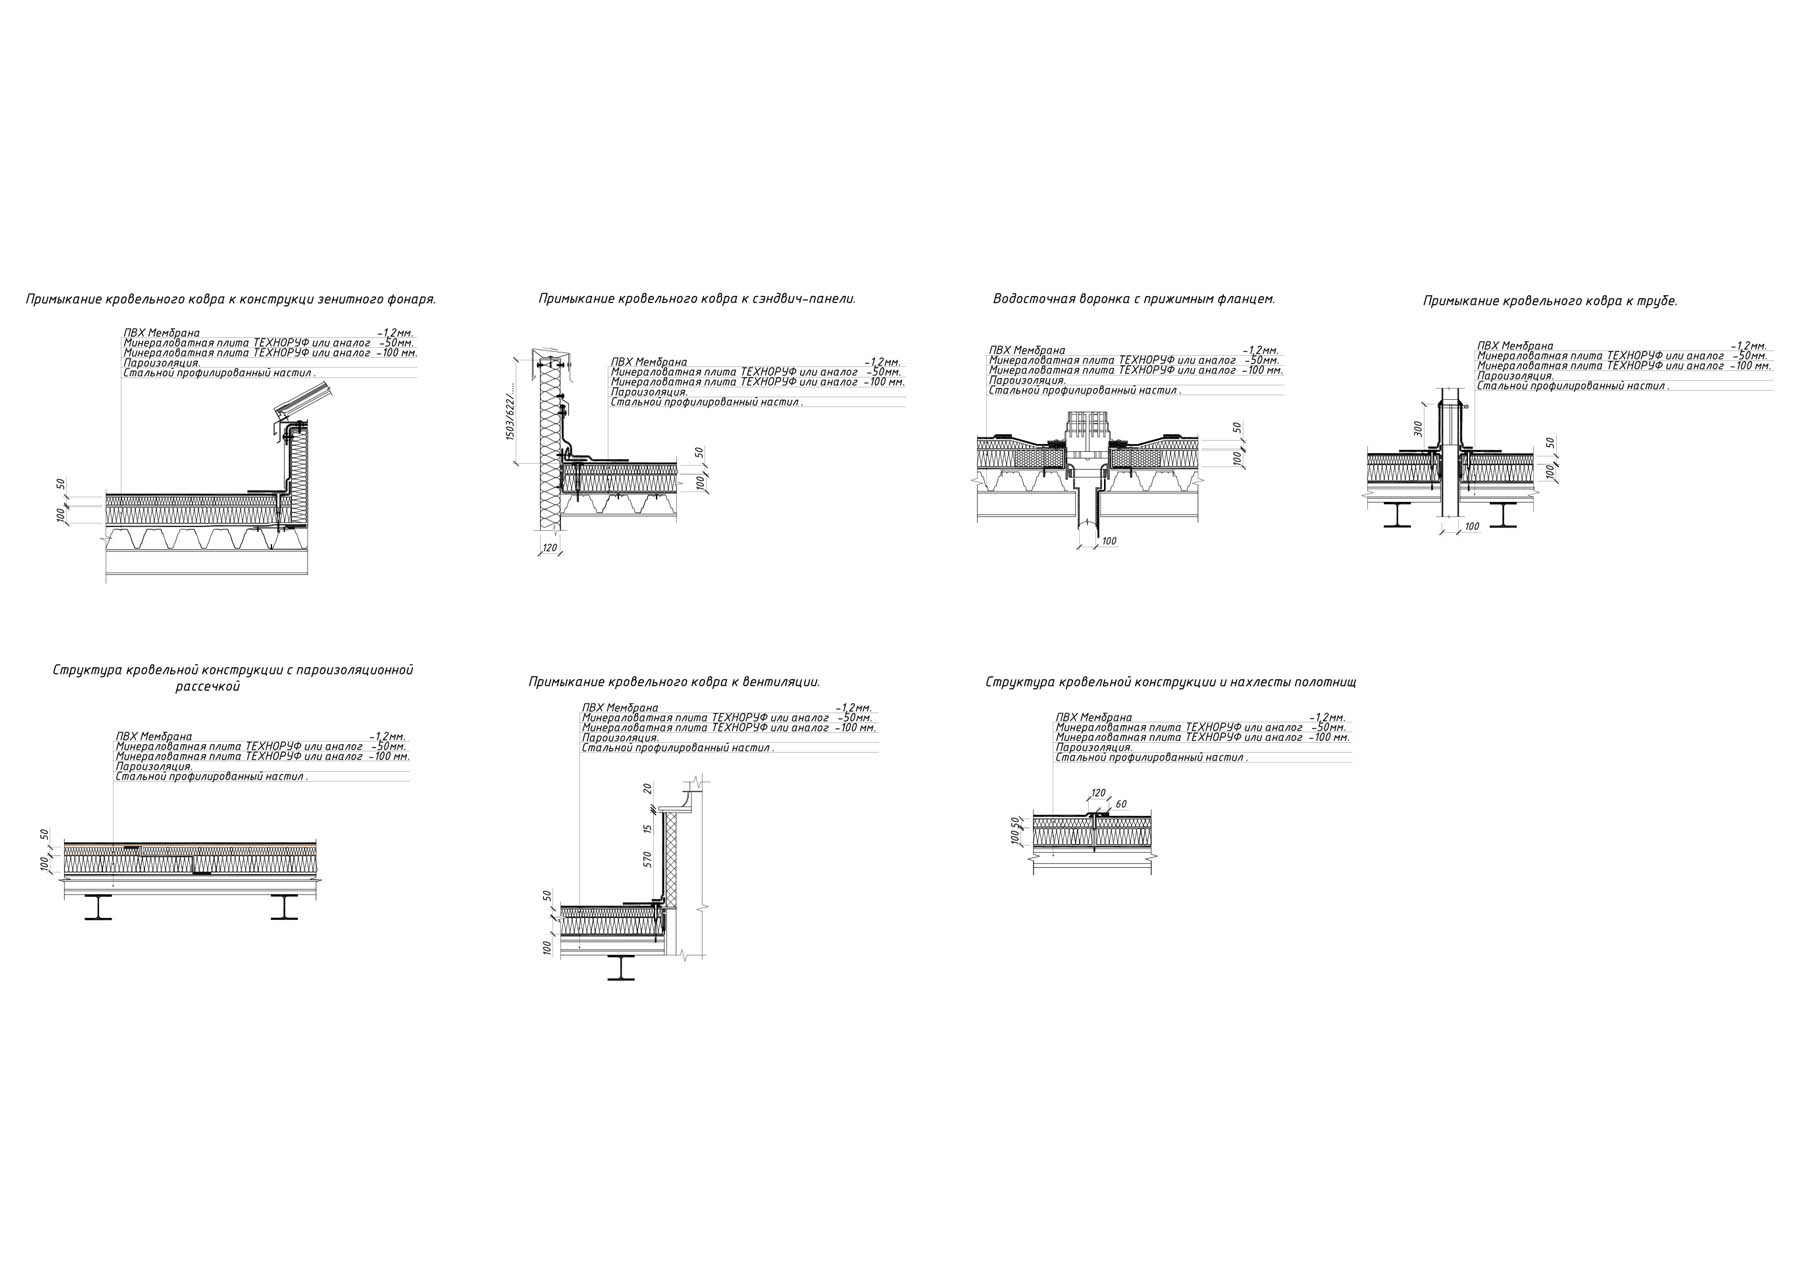 Примыкание кровельного ковра к конструкци зенитного фонаря.
ПВХ Мембрана -1,2мм.
Минераловатная плита ТЕХНОРУФ или аналог -50мм.
Минераловатная плита ТЕХНОРУФ или аналог -100 мм.
Пароизоляция.
Стальной профилированный настил .
50
100
Примыкание кровельного ковра к сэндвич-панели.
ПВХ Мембрана -1,2мм.
Минераловатная плита ТЕХНОРУФ или аналог -50мм.
Минераловатная плита ТЕХНОРУФ или аналог -100 мм.
Пароизоляция.
Стальной профилированный настил .
1503/622/....
50
100
120
Водосточная воронка с прижимным фланцем.
ПВХ Мембрана -1,2мм.
Минераловатная плита ТЕХНОРУФ или аналог -50мм.
Минераловатная плита ТЕХНОРУФ или аналог -100 мм.
Пароизоляция.
Стальной профилированный настил .
50
100
100
Примыкание кровельного ковра к трубе.
ПВХ Мембрана -1,2мм.
Минераловатная плита ТЕХНОРУФ или аналог -50мм.
Минераловатная плита ТЕХНОРУФ или аналог -100 мм.
Пароизоляция.
Стальной профилированный настил .
300
50
100
100
Структура кровельной конструкции с пароизоляционной
рассечкой
ПВХ Мембрана -1,2мм.
Минераловатная плита ТЕХНОРУФ или аналог -50мм.
Минераловатная плита ТЕХНОРУФ или аналог -100 мм.
Пароизоляция.
Стальной профилированный настил .
50
100
Примыкание кровельного ковра к вентиляции.
ПВХ Мембрана -1,2мм.
Минераловатная плита ТЕХНОРУФ или аналог -50мм.
Минераловатная плита ТЕХНОРУФ или аналог -100 мм.
Пароизоляция.
Стальной профилированный настил .
20
15
570
50
100
Структура кровельной конструкции и нахлесты полотнищ
ПВХ Мембрана -1,2мм.
Минераловатная плита ТЕХНОРУФ или аналог -50мм.
Минераловатная плита ТЕХНОРУФ или аналог -100 мм.
Пароизоляция.
Стальной профилированный настил .
120
60
50
100